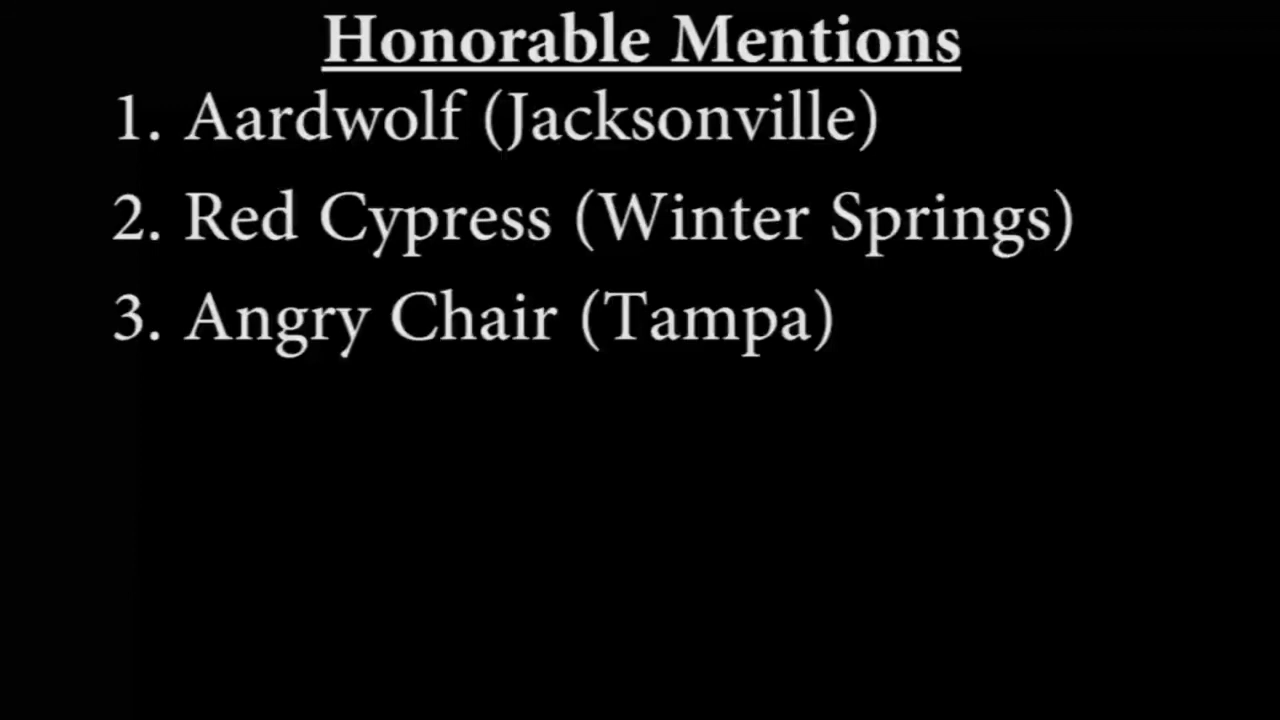 Honorable Mentions
1. Aardwolf (Jacksonville)
2. Red Cypress (Winter Springs)
3. Angry Chair (Tampa)